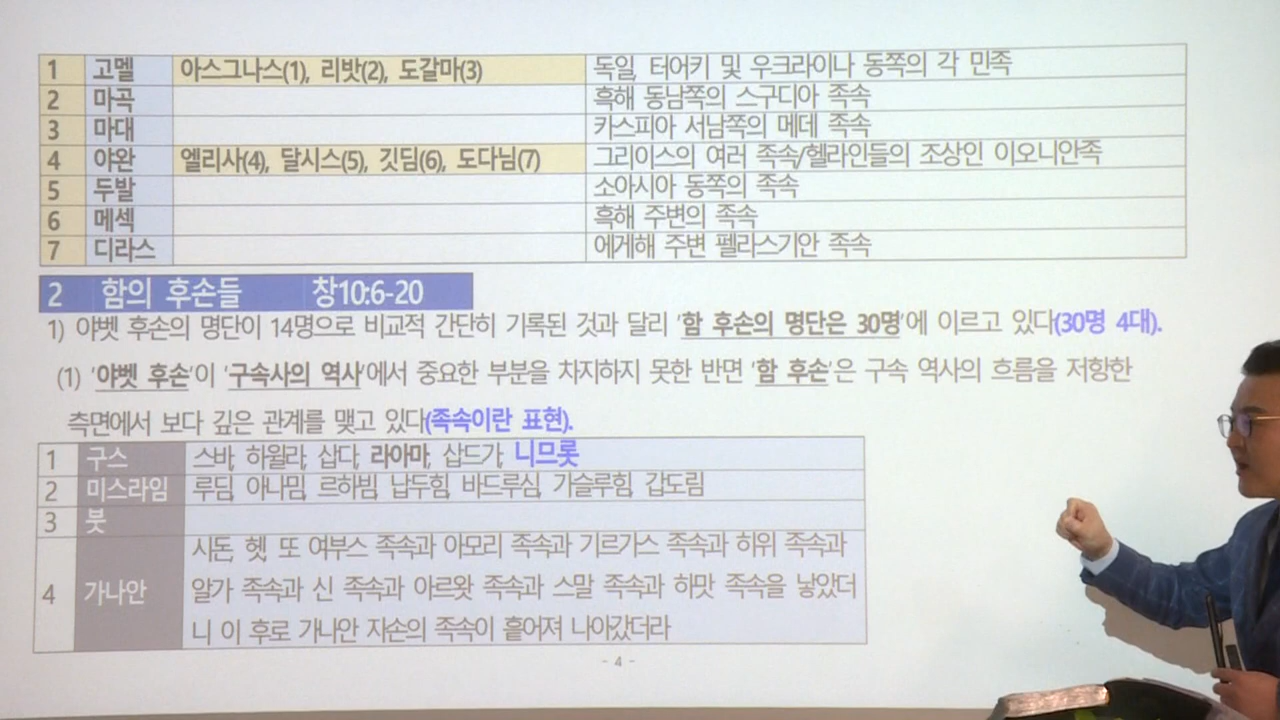 1 고멜 아스그나스(1), 리밧(2), 도갈마(3) 독일, 터어키 및 우크라이나 동쪽의 각 민족
2 마곡 흑해 동남쪽의 스구디아 족속
3 마대 카스피아 서남쪽의 메데 족속
4 야완 엘리사(4), 달시스(5), 깃딤(6), 도다님(7) 그리이스의 여러 족속/헬라인들의 조상인 이오니안족
5 두발 소아시아 동쪽의 족속
6 메섹 흑해 주변의 족속
7 디라스 에게해 주변 펠라스기안 족속
2 함의 후손들 창10:6-20
1) 야벳 후손의 명단이 14명으로 비교적 간단히 기록된 것과 달리 '함 후손의 명단은 30명'에 이르고 있다(30명 4대).
(1) '야벳 후손'이 '구속사의 역사'에서 중요한 부분을 차지하지 못한 반면 '함 후손'은 구속 역사의 흐름을 저항한
측면에서 보다 깊은 관계를 맺고 있다(족속이란 표현).
1 구스 스바, 하윌라, 삽다, 라아마, 삽드가, 니므롯
2 미스라임 루딤, 아나밈, 르하빔, 납두힘, 바드루심, 가슬루힘, 갑도림
3 붓
시돈, 헷, 또 여부스 족속과 아모리 족속과 기르가스 족속과 히위 족속과
4 가나안 알가 족속과 신 족속과 아르왓 족속과 스말 족속과 하맛 족속을 낳았더
니 이 후로 가나안 자손의 족속이 흩어져 나아갔더라
- 4 -